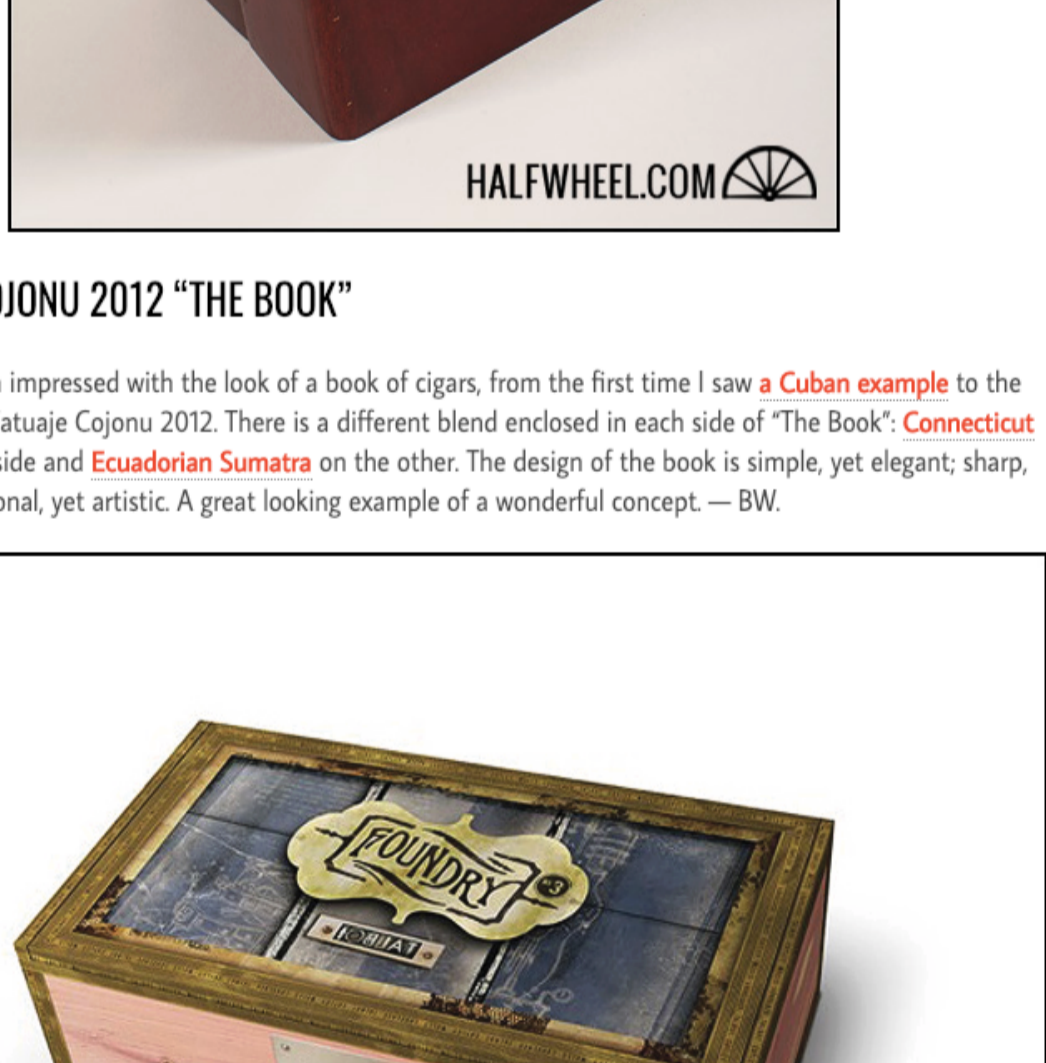 HALFWHEEL.COM
OJONU 2012 “THE BOOK”
impressed with the look of a book of cigars, from the first time I saw a Cuban example to the
atuaje Cojonu 2012. There is a different blend enclosed in each side of “The Book”: Connecticut
side and Ecuadorian Sumatra on the other. The design of the book is simple, yet elegant; sharp,
onal, yet artistic. A great looking example of a wonderful concept. — BW.
FOUNDRY